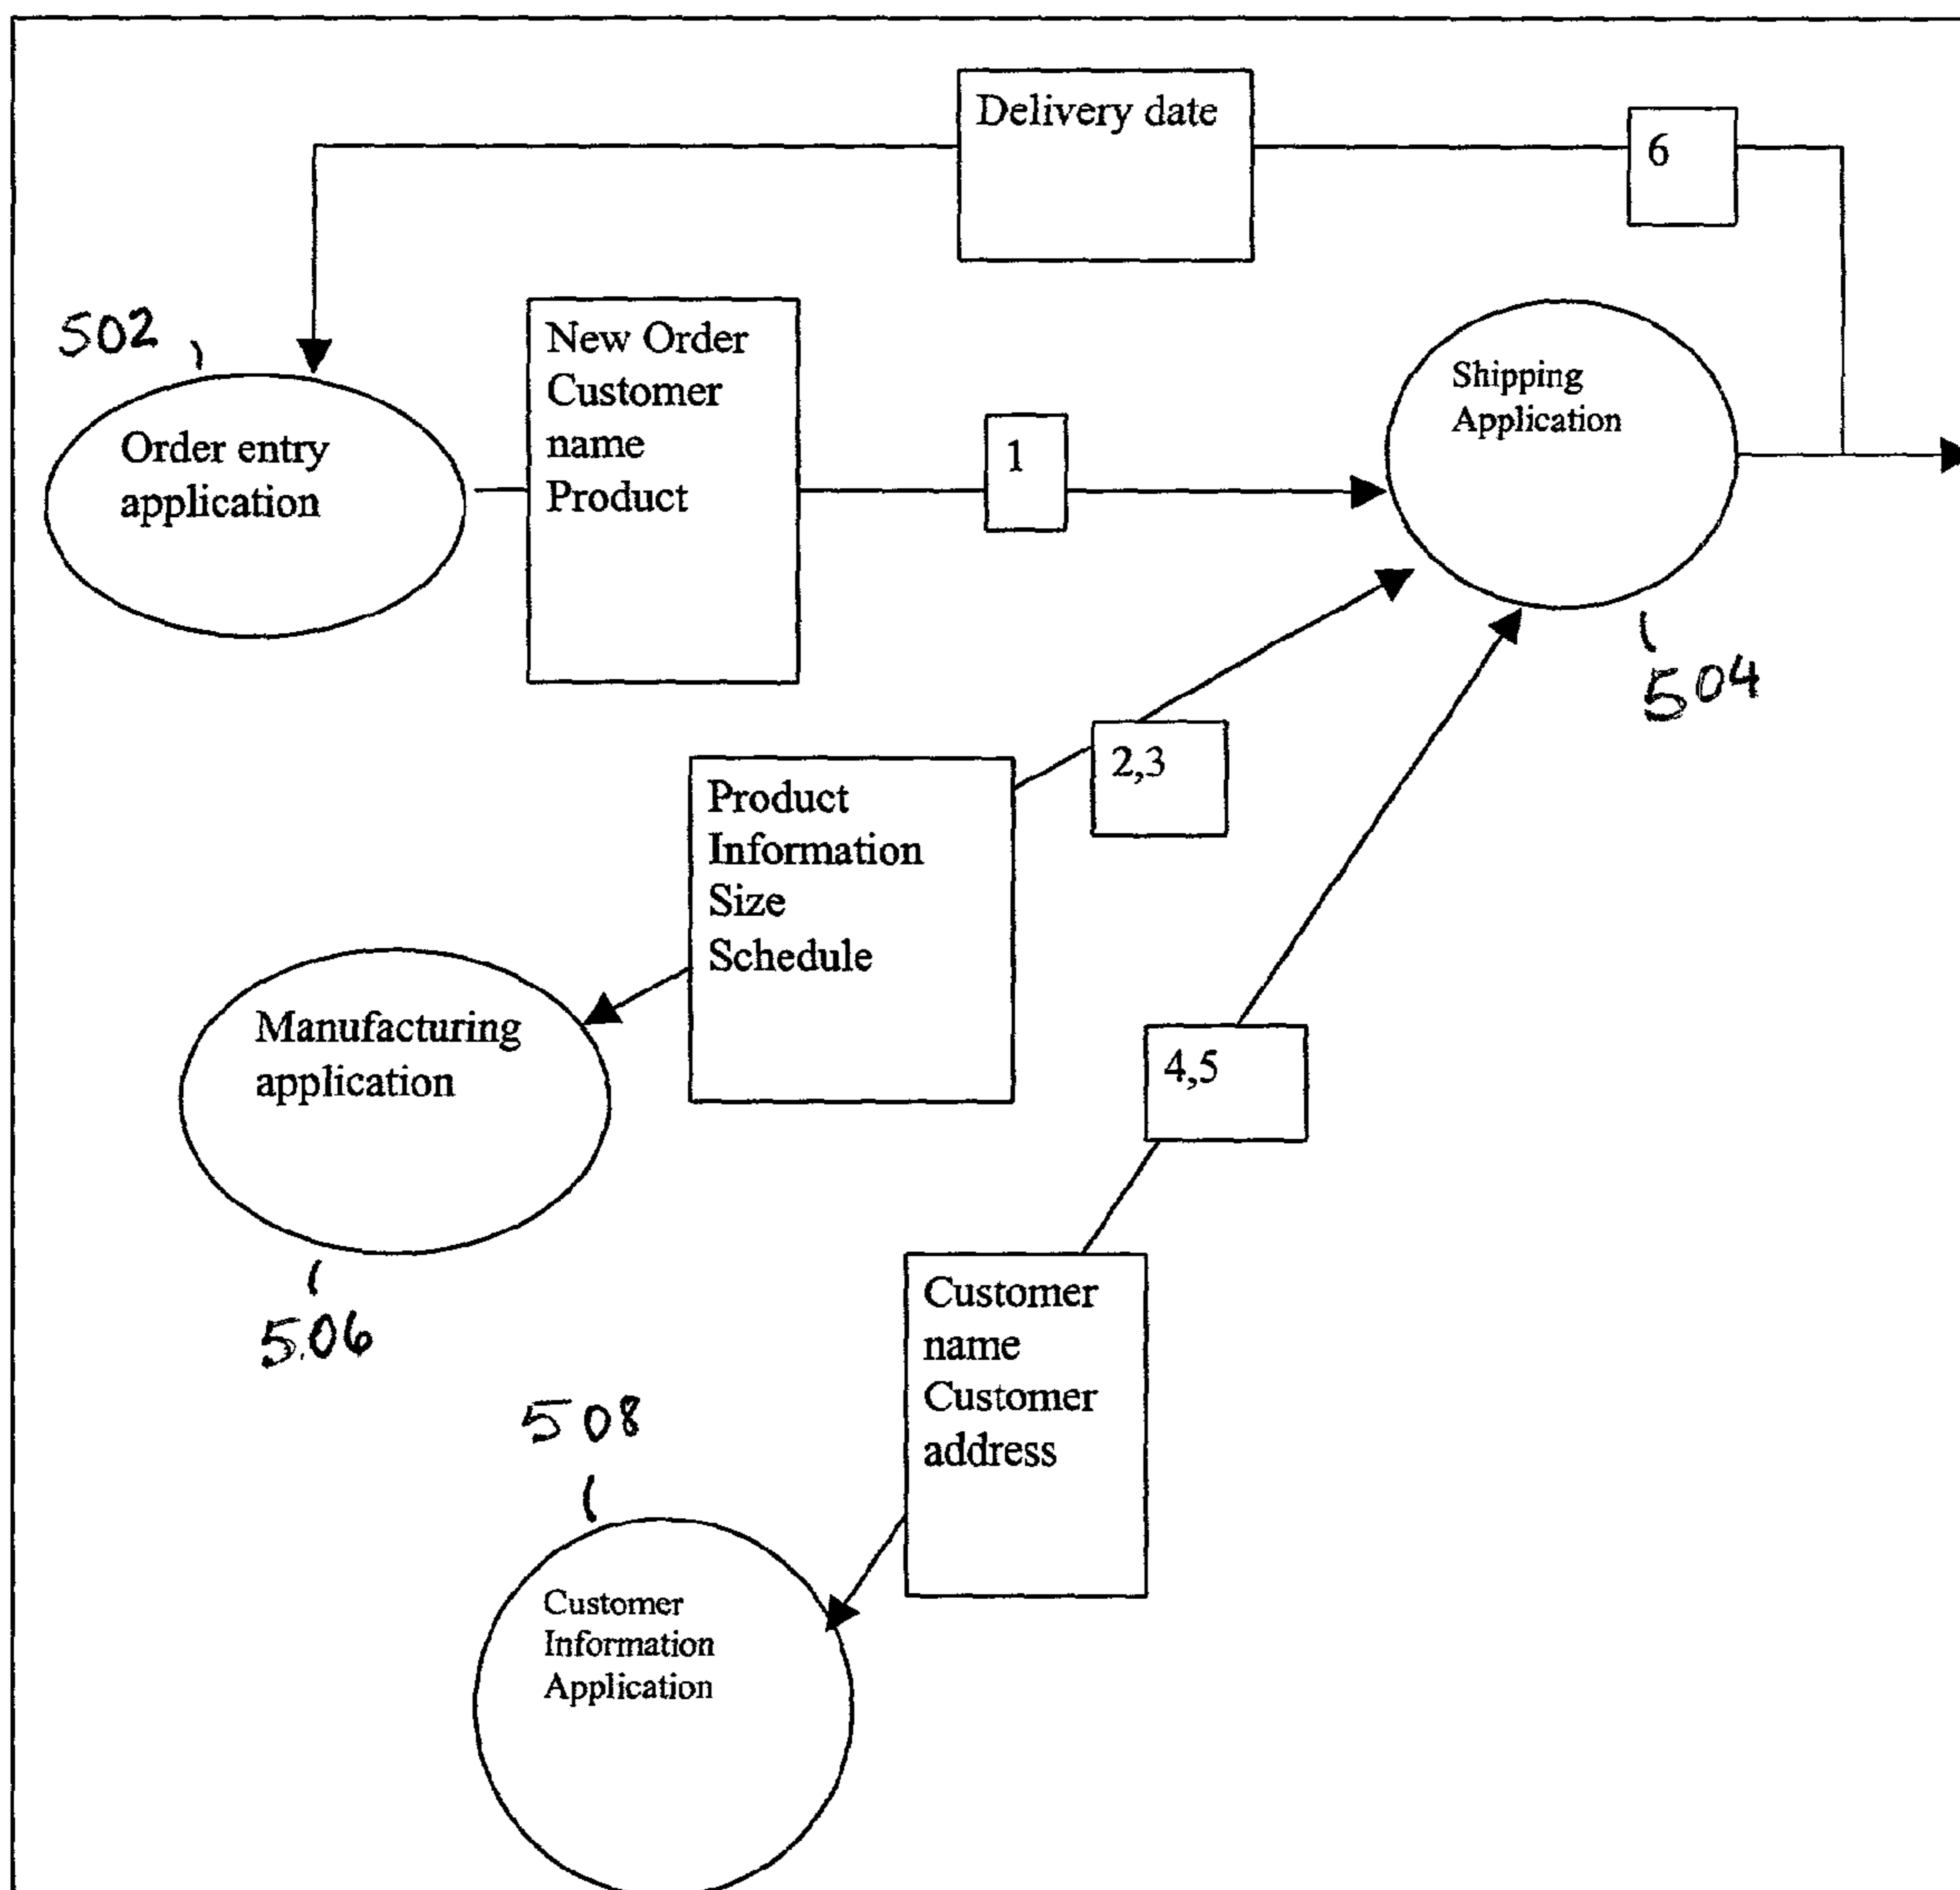 Delivery date
6
502
New Order
Customer
name
Product
Order entry
application
1
Shipping
Application
504
2,3
Product
Information
Size
Schedule
Manufacturing
application
506
4,5
Customer
name
Customer
address
508
Customer
Information
Application